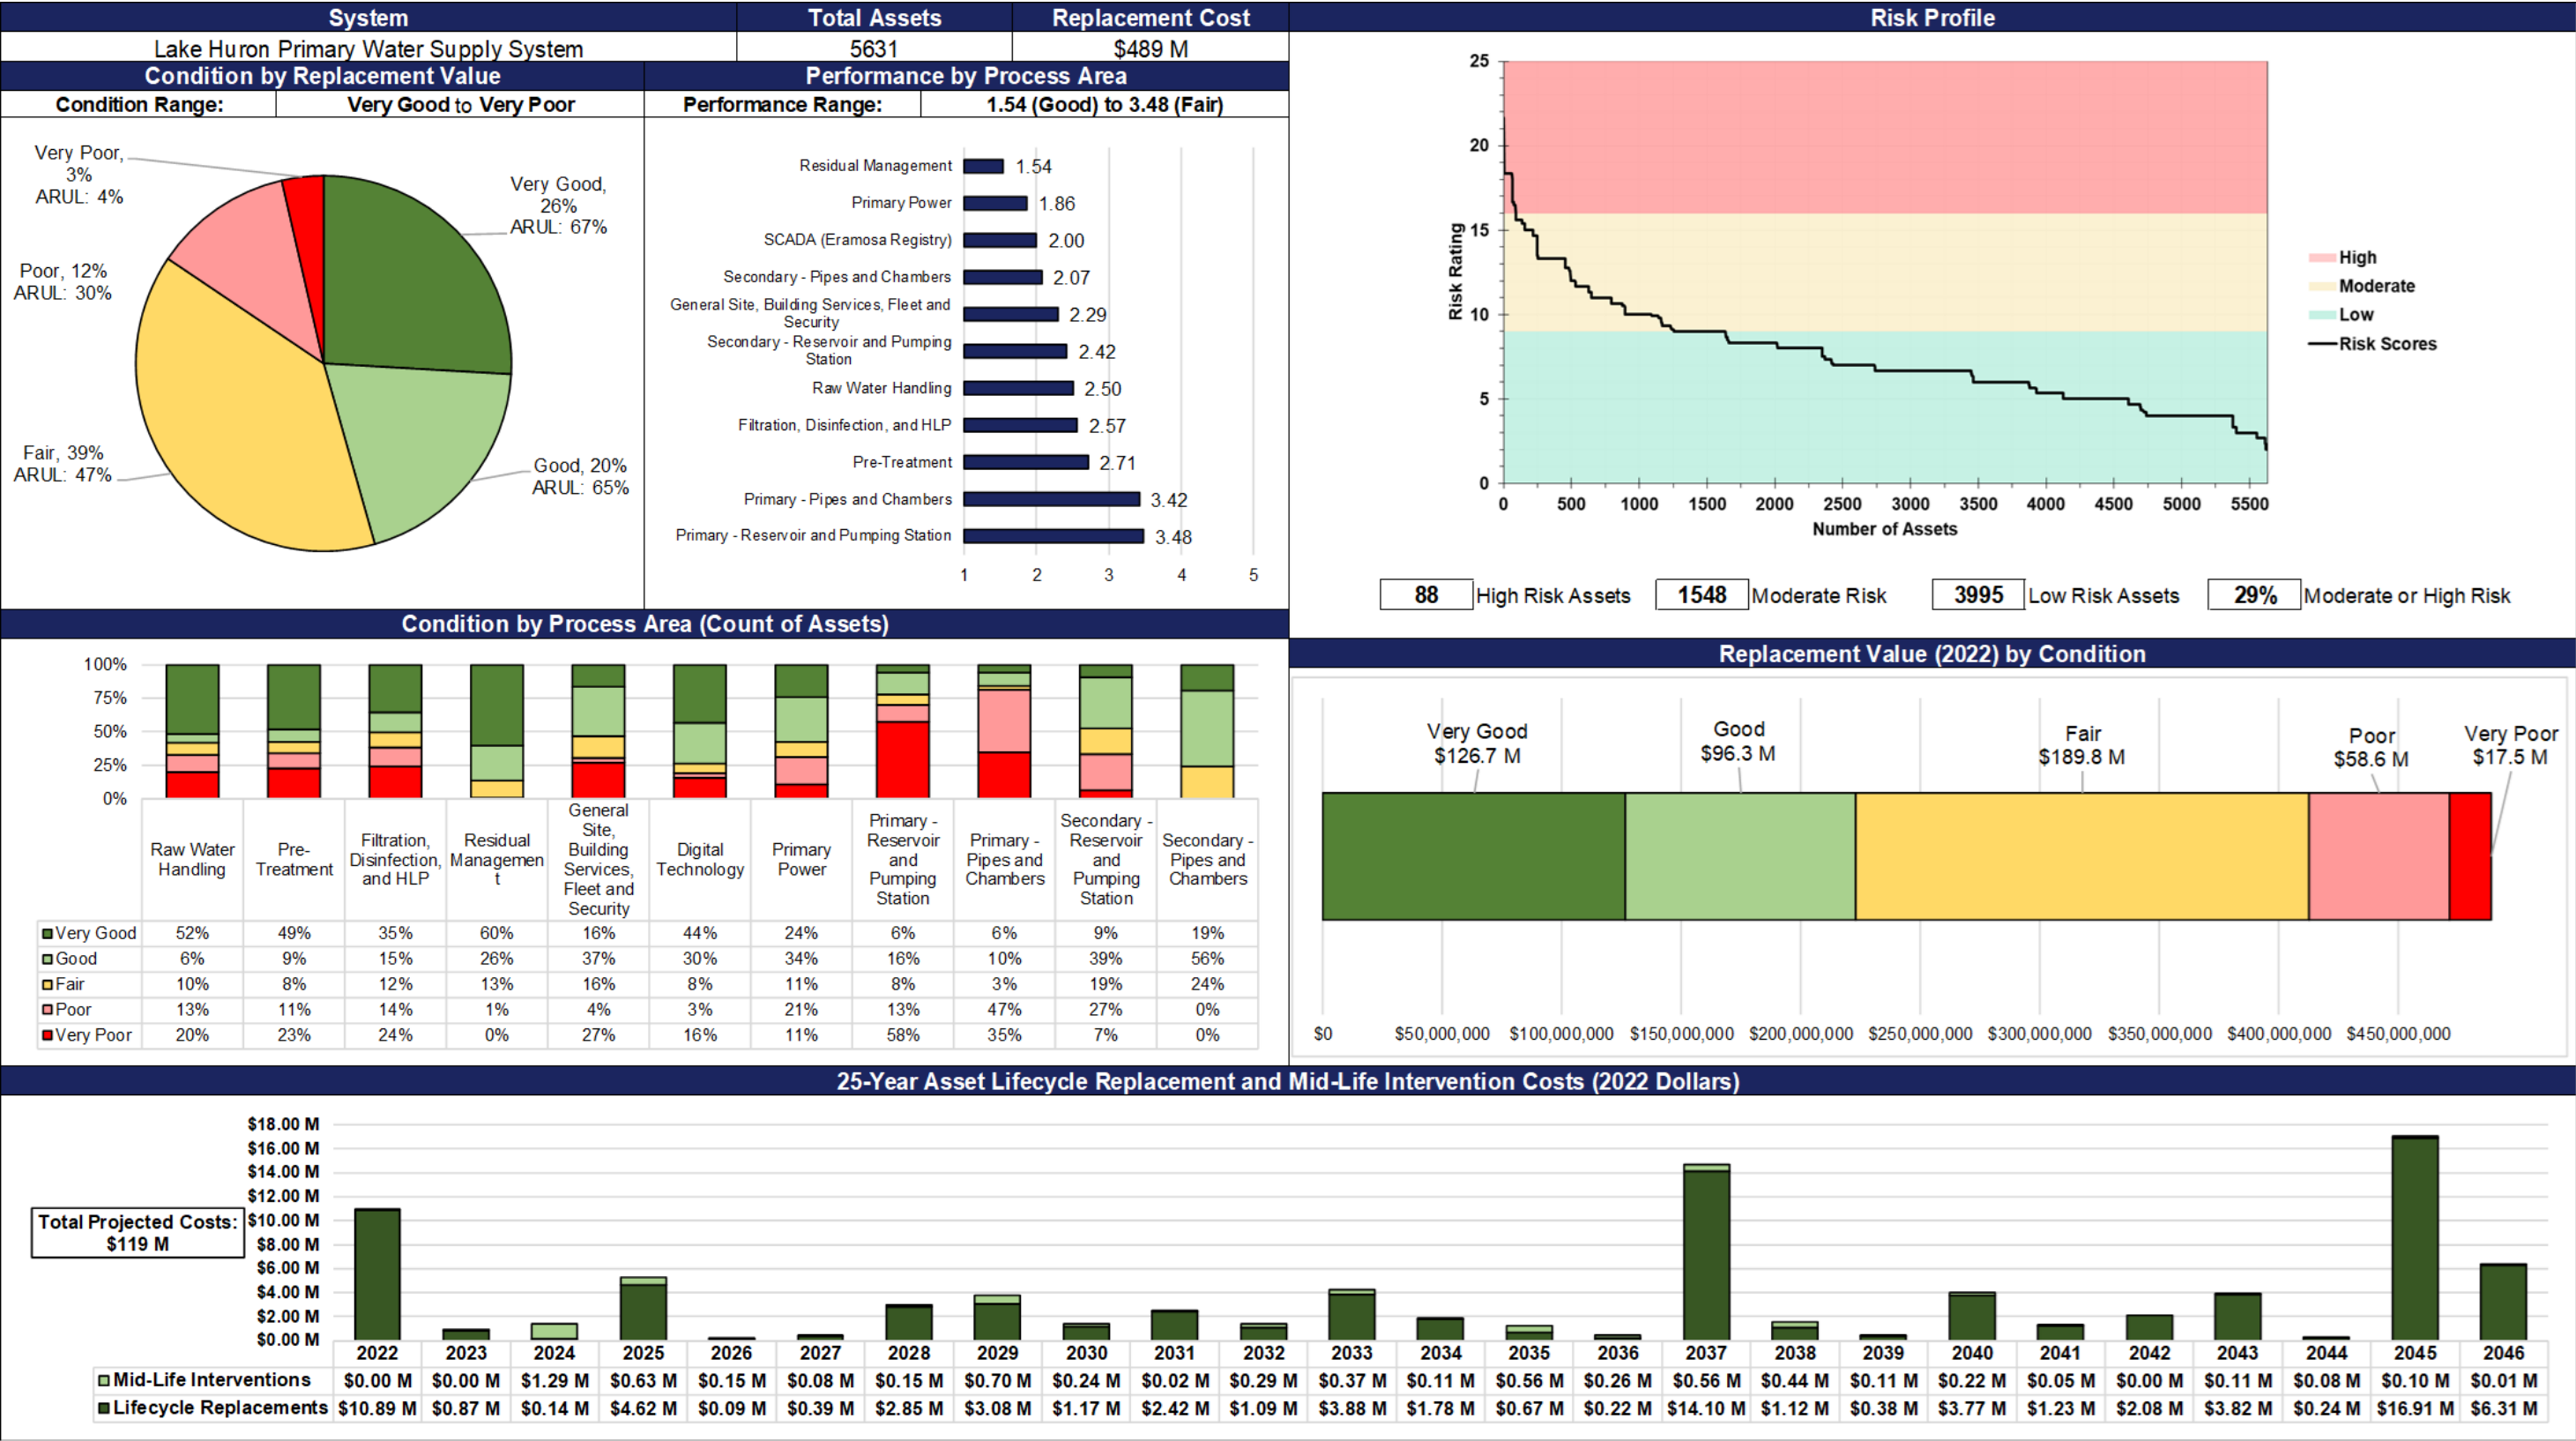 System
Total Assets
Replacement Cost
Lake Huron Primary Water Supply System
5631
$489 M
Condition by Replacement Value
Condition Range:
Very Good to Very Poor
Very Poor,
3%
ARUL: 4%
Very Good,
26%
ARUL: 67%
Poor, 12%
ARUL: 30%
Fair, 39%
ARUL: 47%
Good, 20%
ARUL: 65%
Performance by Process Area
Performance Range:
1.54 (Good) to 3.48 (Fair)
Residual Management 1.54
Primary Power 1.86
SCADA (Eramosa Registry) 2.00
Secondary - Pipes and Chambers 2.07
General Site, Building Services, Fleet and
Security 2.29
Secondary - Reservoir and Pumping
Station 2.42
Raw Water Handling 2.50
Filtration, Disinfection, and HLP 2.57
Pre-Treatment 2.71
Primary - Pipes and Chambers 3.42
Primary - Reservoir and Pumping Station 3.48
1 2 3 4 5
Risk Profile
25
20
15
10
5
0
Risk Rating
0 500 1000 1500 2000 2500 3000 3500 4000 4500 5000 5500
Number of Assets
High
Moderate
Low
Risk Scores
88 High Risk Assets
1548 Moderate Risk
3995 Low Risk Assets
29% Moderate or High Risk
Condition by Process Area (Count of Assets)
100%
75%
50%
25%
0%
Raw Water
Handling
Pre-
Treatment
Filtration,
Disinfection,
and HLP
Residual
Managemen
t
General
Site,
Building
Services,
Fleet and
Security
Digital
Technology
Primary
Power
Primary -
Reservoir
and
Pumping
Station
Primary -
Pipes and
Chambers
Secondary -
Reservoir
and
Pumping
Station
Secondary -
Pipes and
Chambers
Very Good 52% 49% 35% 60% 16% 44% 24% 6% 6% 9% 19%
Good 6% 9% 15% 26% 37% 30% 34% 16% 10% 39% 56%
Fair 10% 8% 12% 13% 16% 8% 11% 8% 3% 19% 24%
Poor 13% 11% 14% 1% 4% 3% 21% 13% 47% 27% 0%
Very Poor 20% 23% 24% 0% 27% 16% 11% 58% 35% 7% 0%
Replacement Value (2022) by Condition
Very Good
$126.7 M
Good
$96.3 M
Fair
$189.8 M
Poor
$58.6 M
Very Poor
$17.5 M
$0 $50,000,000 $100,000,000 $150,000,000 $200,000,000 $250,000,000 $300,000,000 $350,000,000 $400,000,000 $450,000,000
25-Year Asset Lifecycle Replacement and Mid-Life Intervention Costs (2022 Dollars)
Total Projected Costs:
$119 M
$18.00 M
$16.00 M
$14.00 M
$12.00 M
$10.00 M
$8.00 M
$6.00 M
$4.00 M
$2.00 M
$0.00 M
2022 2023 2024 2025 2026 2027 2028 2029 2030 2031 2032 2033 2034 2035 2036 2037 2038 2039 2040 2041 2042 2043 2044 2045 2046
Mid-Life Interventions $0.00 M $0.00 M $1.29 M $0.63 M $0.15 M $0.08 M $0.15 M $0.70 M $0.24 M $0.02 M $0.29 M $0.37 M $0.11 M $0.56 M $0.26 M $0.56 M $0.44 M $0.11 M $0.22 M $0.05 M $0.00 M $0.11 M $0.08 M $0.10 M $0.01 M
Lifecycle Replacements $10.89 M $0.87 M $0.14 M $4.62 M $0.09 M $0.39 M $2.85 M $3.08 M $1.17 M $2.42 M $1.09 M $3.88 M $1.78 M $0.67 M $0.22 M $14.10 M $1.12 M $0.38 M $3.77 M $1.23 M $2.08 M $3.82 M $0.24 M $16.91 M $6.31 M